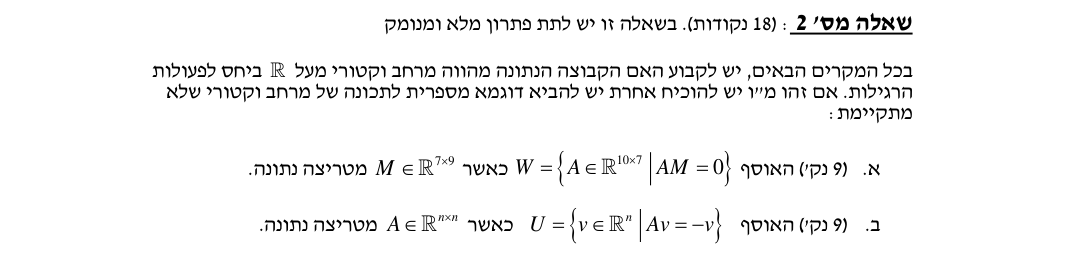 שאלה מס' 2 : (18 נקודות). בשאלה זו יש לתת פתרון מלא ומנומק
בכל המקרים הבאים, יש לקבוע האם הקבוצה הנתונה מהווה מרחב וקטורי מעל ℝ ביחס לפעולות
הרגילות. אם זהו מ"ו יש להוכיח אחרת יש להביא דוגמא מספרית לתכונה של מרחב וקטורי שלא
מתקיימת:
א. (9 נק') האוסף W = {A ∈ ℝ^{10×7} | AM = 0} כאשר M ∈ ℝ^{7×9} מטריצה נתונה.
ב. (9 נק') האוסף U = {v ∈ ℝ^n | Av = −v} כאשר A ∈ ℝ^{n×n} מטריצה נתונה.